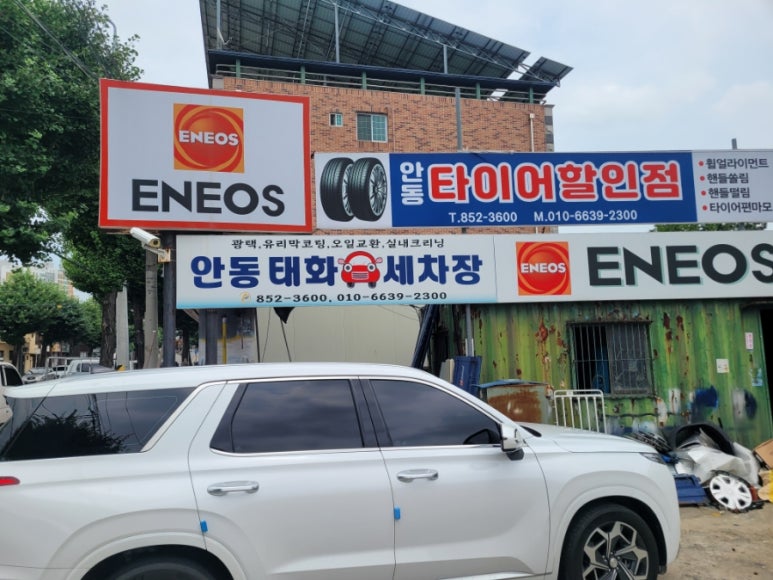 ENEOS
ENEOS
안동 타이어할인점
T.852-3600 M.010-6639-2300
휠얼라이먼트
핸들쏠림
핸들떨림
타이어편마모
광택,유리막코팅,오일교환,실내크리닝
안동 태화 세차장
852-3600, 010-6639-2300
ENEOS
ENEOS